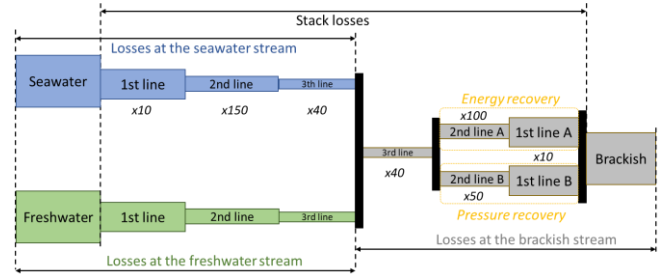 Stack losses
Losses at the seawater stream
Seawater
1st line
2nd line
3th line
x10
x150
x40
Energy recovery
x100
2nd line A
1st line A
3rd line
x40
x10
Brackish
2nd line B
1st line B
x50
Pressure recovery
Freshwater
1st line
2nd line
3rd line
Losses at the brackish stream
Losses at the freshwater stream